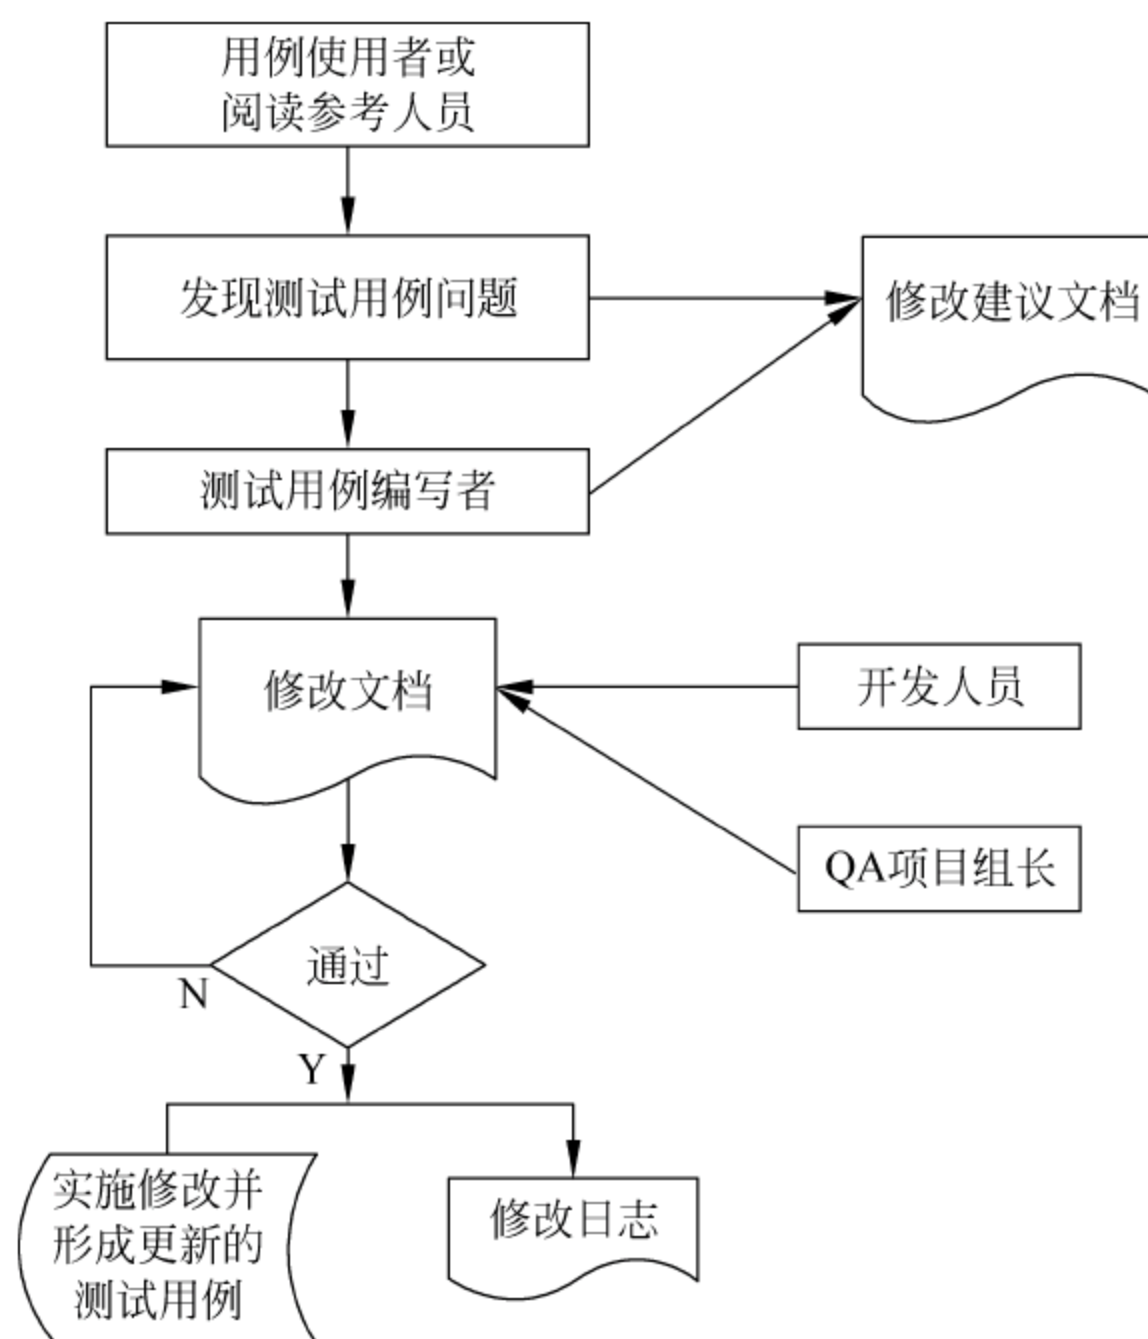 用例使用者或
阅读参考人员
发现测试用例问题
修改建议文档
测试用例编写者
修改文档
开发人员
QA项目组长
通过
N
Y
实施修改并
形成更新的
测试用例
修改日志